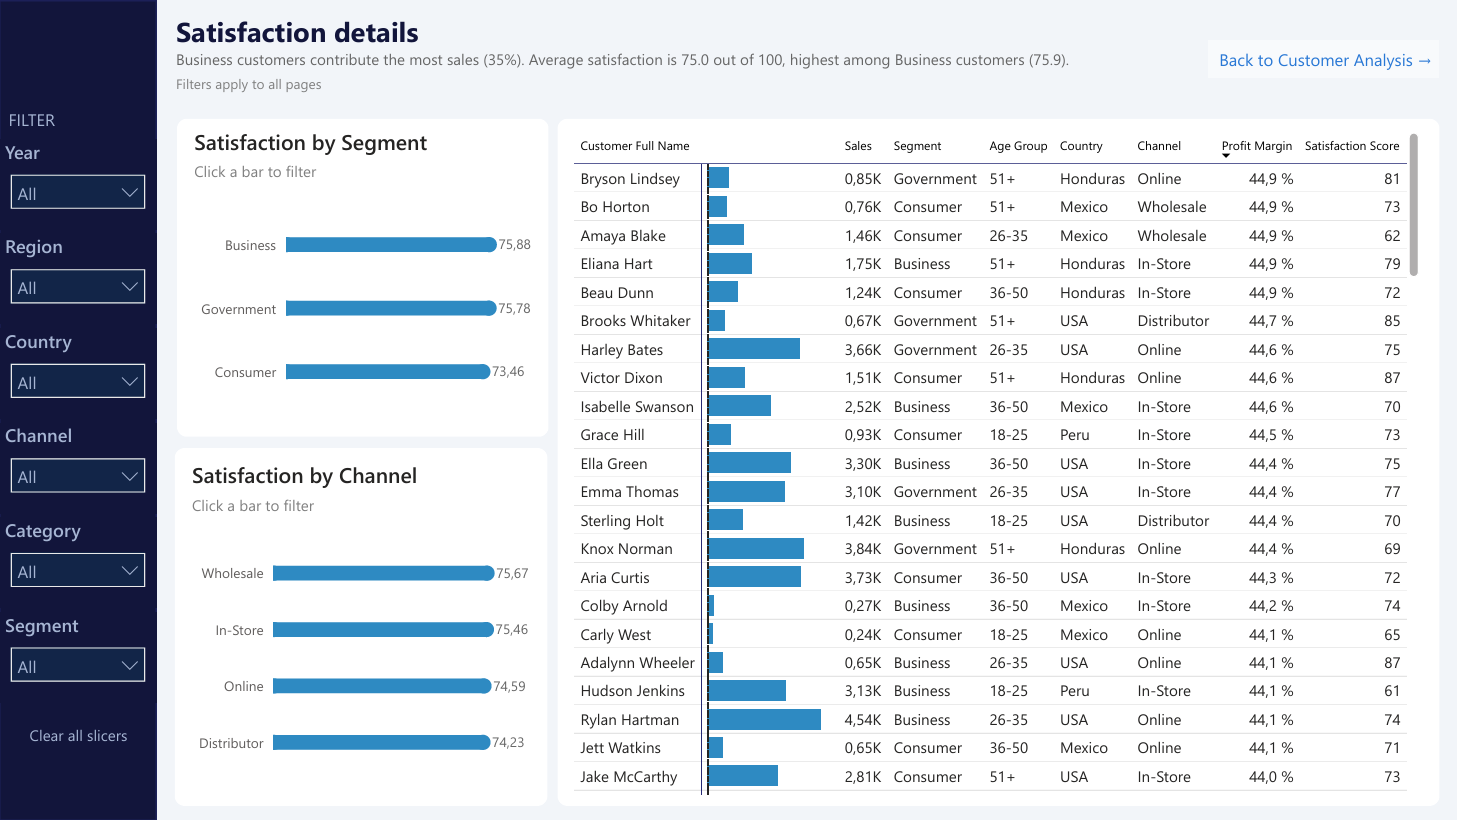 Satisfaction details
Business customers contribute the most sales (35%). Average satisfaction is 75.0 out of 100, highest among Business customers (75.9).
Filters apply to all pages
Back to Customer Analysis →
FILTER
Year
All
Region
All
Country
All
Channel
All
Category
All
Segment
All
Clear all slicers
Satisfaction by Segment
Click a bar to filter
Business 75,88
Government 75,78
Consumer 73,46
Satisfaction by Channel
Click a bar to filter
Wholesale 75,67
In-Store 75,46
Online 74,59
Distributor 74,23
Customer Full Name Sales Segment Age Group Country Channel Profit Margin Satisfaction Score
Bryson Lindsey 0,85K Government 51+ Honduras Online 44,9 % 81
Bo Horton 0,76K Consumer 51+ Mexico Wholesale 44,9 % 73
Amaya Blake 1,46K Consumer 26-35 Mexico Wholesale 44,9 % 62
Eliana Hart 1,75K Business 51+ Honduras In-Store 44,9 % 79
Beau Dunn 1,24K Consumer 36-50 Honduras In-Store 44,9 % 72
Brooks Whitaker 0,67K Government 51+ USA Distributor 44,7 % 85
Harley Bates 3,66K Government 26-35 USA Online 44,6 % 75
Victor Dixon 1,51K Consumer 51+ Honduras Online 44,6 % 87
Isabelle Swanson 2,52K Business 36-50 Mexico In-Store 44,6 % 70
Grace Hill 0,93K Consumer 18-25 Peru In-Store 44,5 % 73
Ella Green 3,30K Business 36-50 USA In-Store 44,4 % 75
Emma Thomas 3,10K Government 26-35 USA In-Store 44,4 % 77
Sterling Holt 1,42K Business 18-25 USA Distributor 44,4 % 70
Knox Norman 3,84K Government 51+ Honduras Online 44,4 % 69
Aria Curtis 3,73K Consumer 36-50 USA In-Store 44,3 % 72
Colby Arnold 0,27K Business 36-50 Mexico In-Store 44,2 % 74
Carly West 0,24K Consumer 18-25 Mexico Online 44,1 % 65
Adalynn Wheeler 0,65K Business 26-35 USA Online 44,1 % 87
Hudson Jenkins 3,13K Business 18-25 Peru In-Store 44,1 % 61
Rylan Hartman 4,54K Business 26-35 USA Online 44,1 % 74
Jett Watkins 0,65K Consumer 36-50 Mexico Online 44,1 % 71
Jake McCarthy 2,81K Consumer 51+ USA In-Store 44,0 % 73